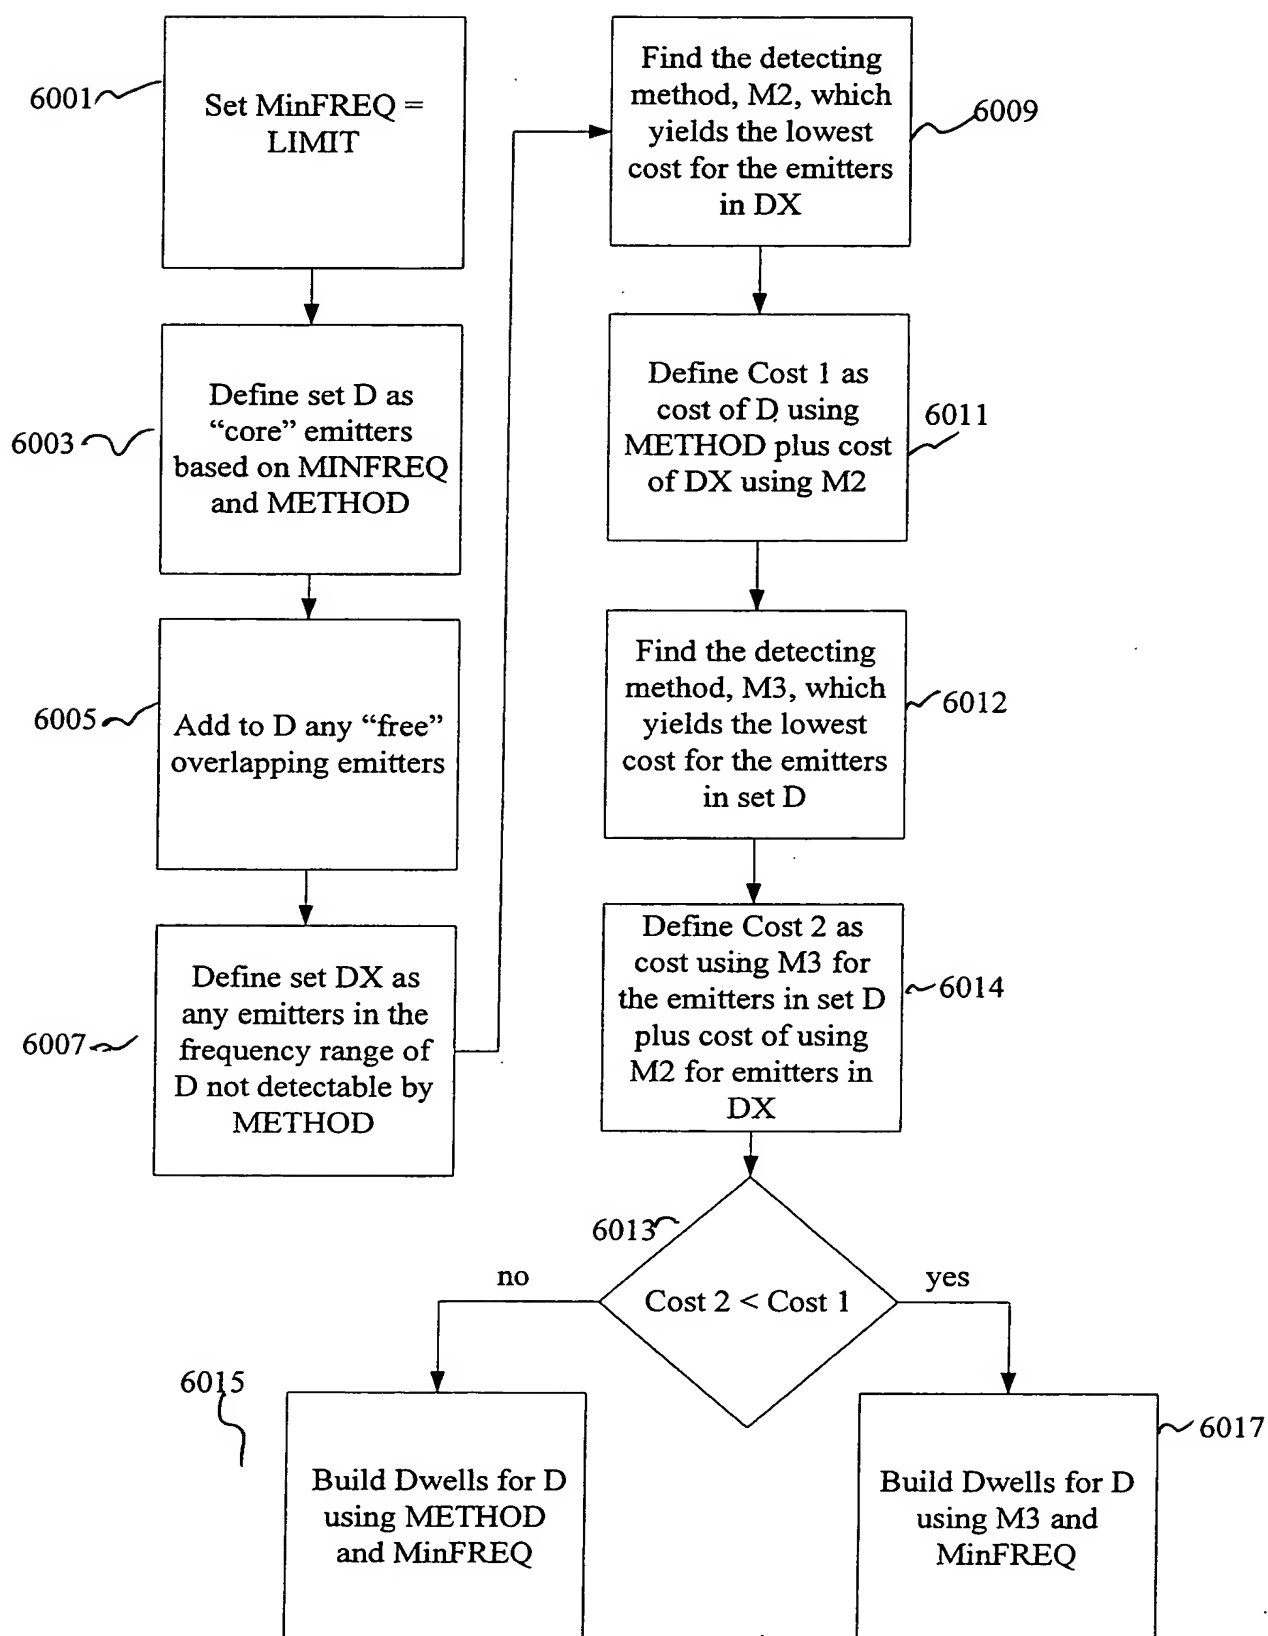 6001
Set MinFREQ =
LIMIT
6003
Define set D as
“core” emitters
based on MINFREQ
and METHOD
6005
Add to D any “free”
overlapping emitters
6007
Define set DX as
any emitters in the
frequency range of
D not detectable by
METHOD
Find the detecting
method, M2, which
yields the lowest
cost for the emitters
in DX
6009
Define Cost 1 as
cost of D using
METHOD plus cost
of DX using M2
6011
Find the detecting
method, M3, which
yields the lowest
cost for the emitters
in set D
6012
Define Cost 2 as
cost using M3 for
the emitters in set D
plus cost of using
M2 for emitters in
DX
6014
6013
Cost 2 < Cost 1
no
yes
6015
Build Dwells for D
using METHOD
and MinFREQ
6017
Build Dwells for D
using M3 and
MinFREQ